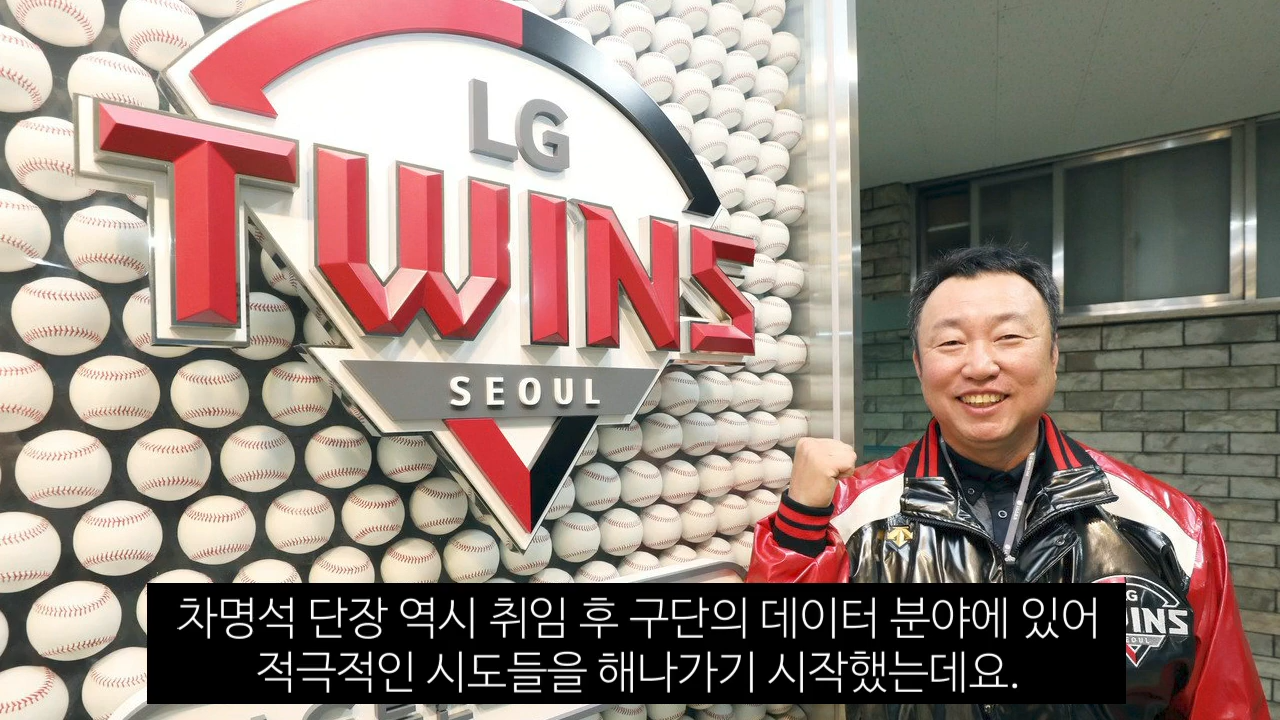 LG
TWINS
SEOUL
TWINS
SEOUL
차명석 단장 역시 취임 후 구단의 데이터 분야에 있어
적극적인 시도들을 해나가기 시작했는데요.